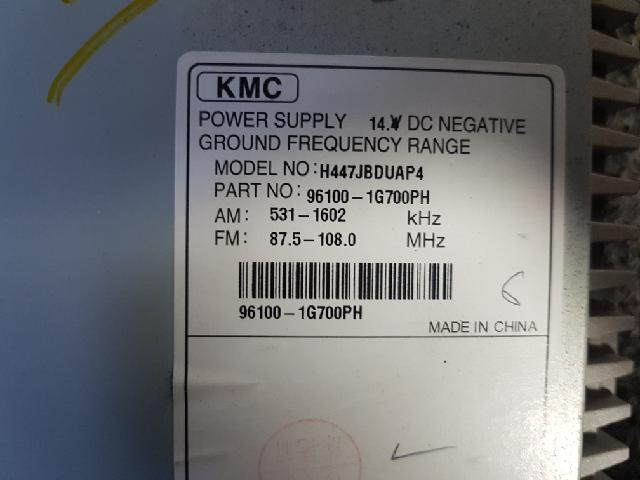 KMC
POWER SUPPLY 14.4V DC NEGATIVE
GROUND FREQUENCY RANGE
MODEL NO: H447JBDUAP4
PART NO: 96100-1G700PH
AM: 531-1602 kHz
FM: 87.5-108.0 MHz
96100-1G700PH
MADE IN CHINA